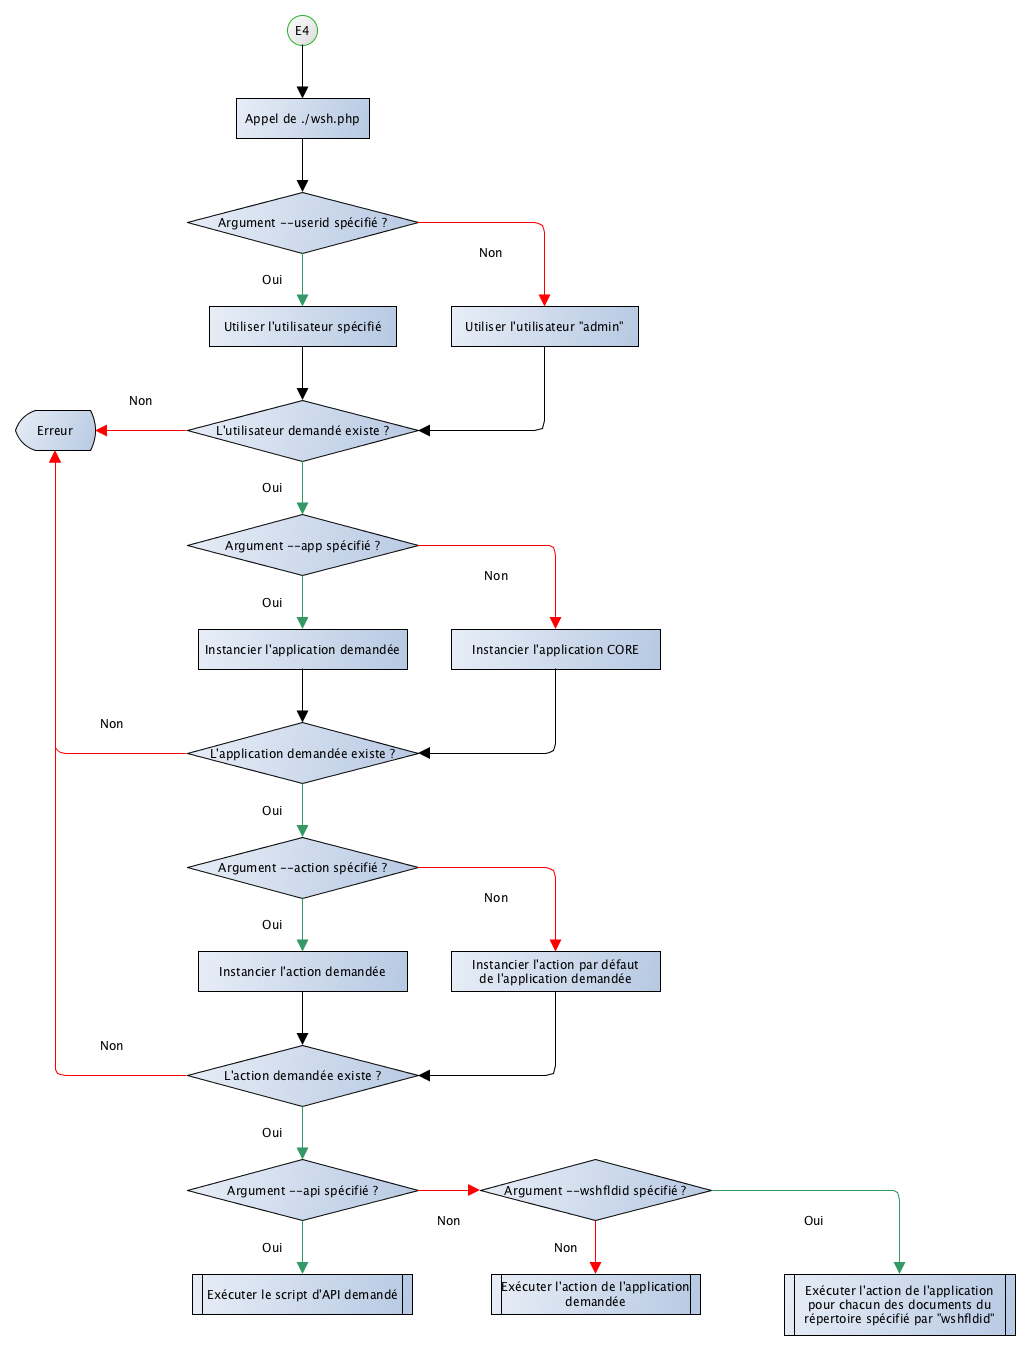 E4
Appel de ./wsh.php
Argument --userid spécifié ?
Non
Oui
Utiliser l'utilisateur spécifié
Utiliser l'utilisateur "admin"
Non
Erreur
L'utilisateur demandé existe ?
Oui
Argument --app spécifié ?
Non
Oui
Instancier l'application demandée
Instancier l'application CORE
Non
L'application demandée existe ?
Oui
Argument --action spécifié ?
Non
Oui
Instancier l'action demandée
Instancier l'action par défaut
de l'application demandée
Non
L'action demandée existe ?
Oui
Argument --api spécifié ?
Argument --wshfldid spécifié ?
Non
Oui
Oui
Non
Exécuter le script d'API demandé
Exécuter l'action de l'application
demandée
Exécuter l'action de l'application
pour chacun des documents du
répertoire spécifié par "wshfldid"